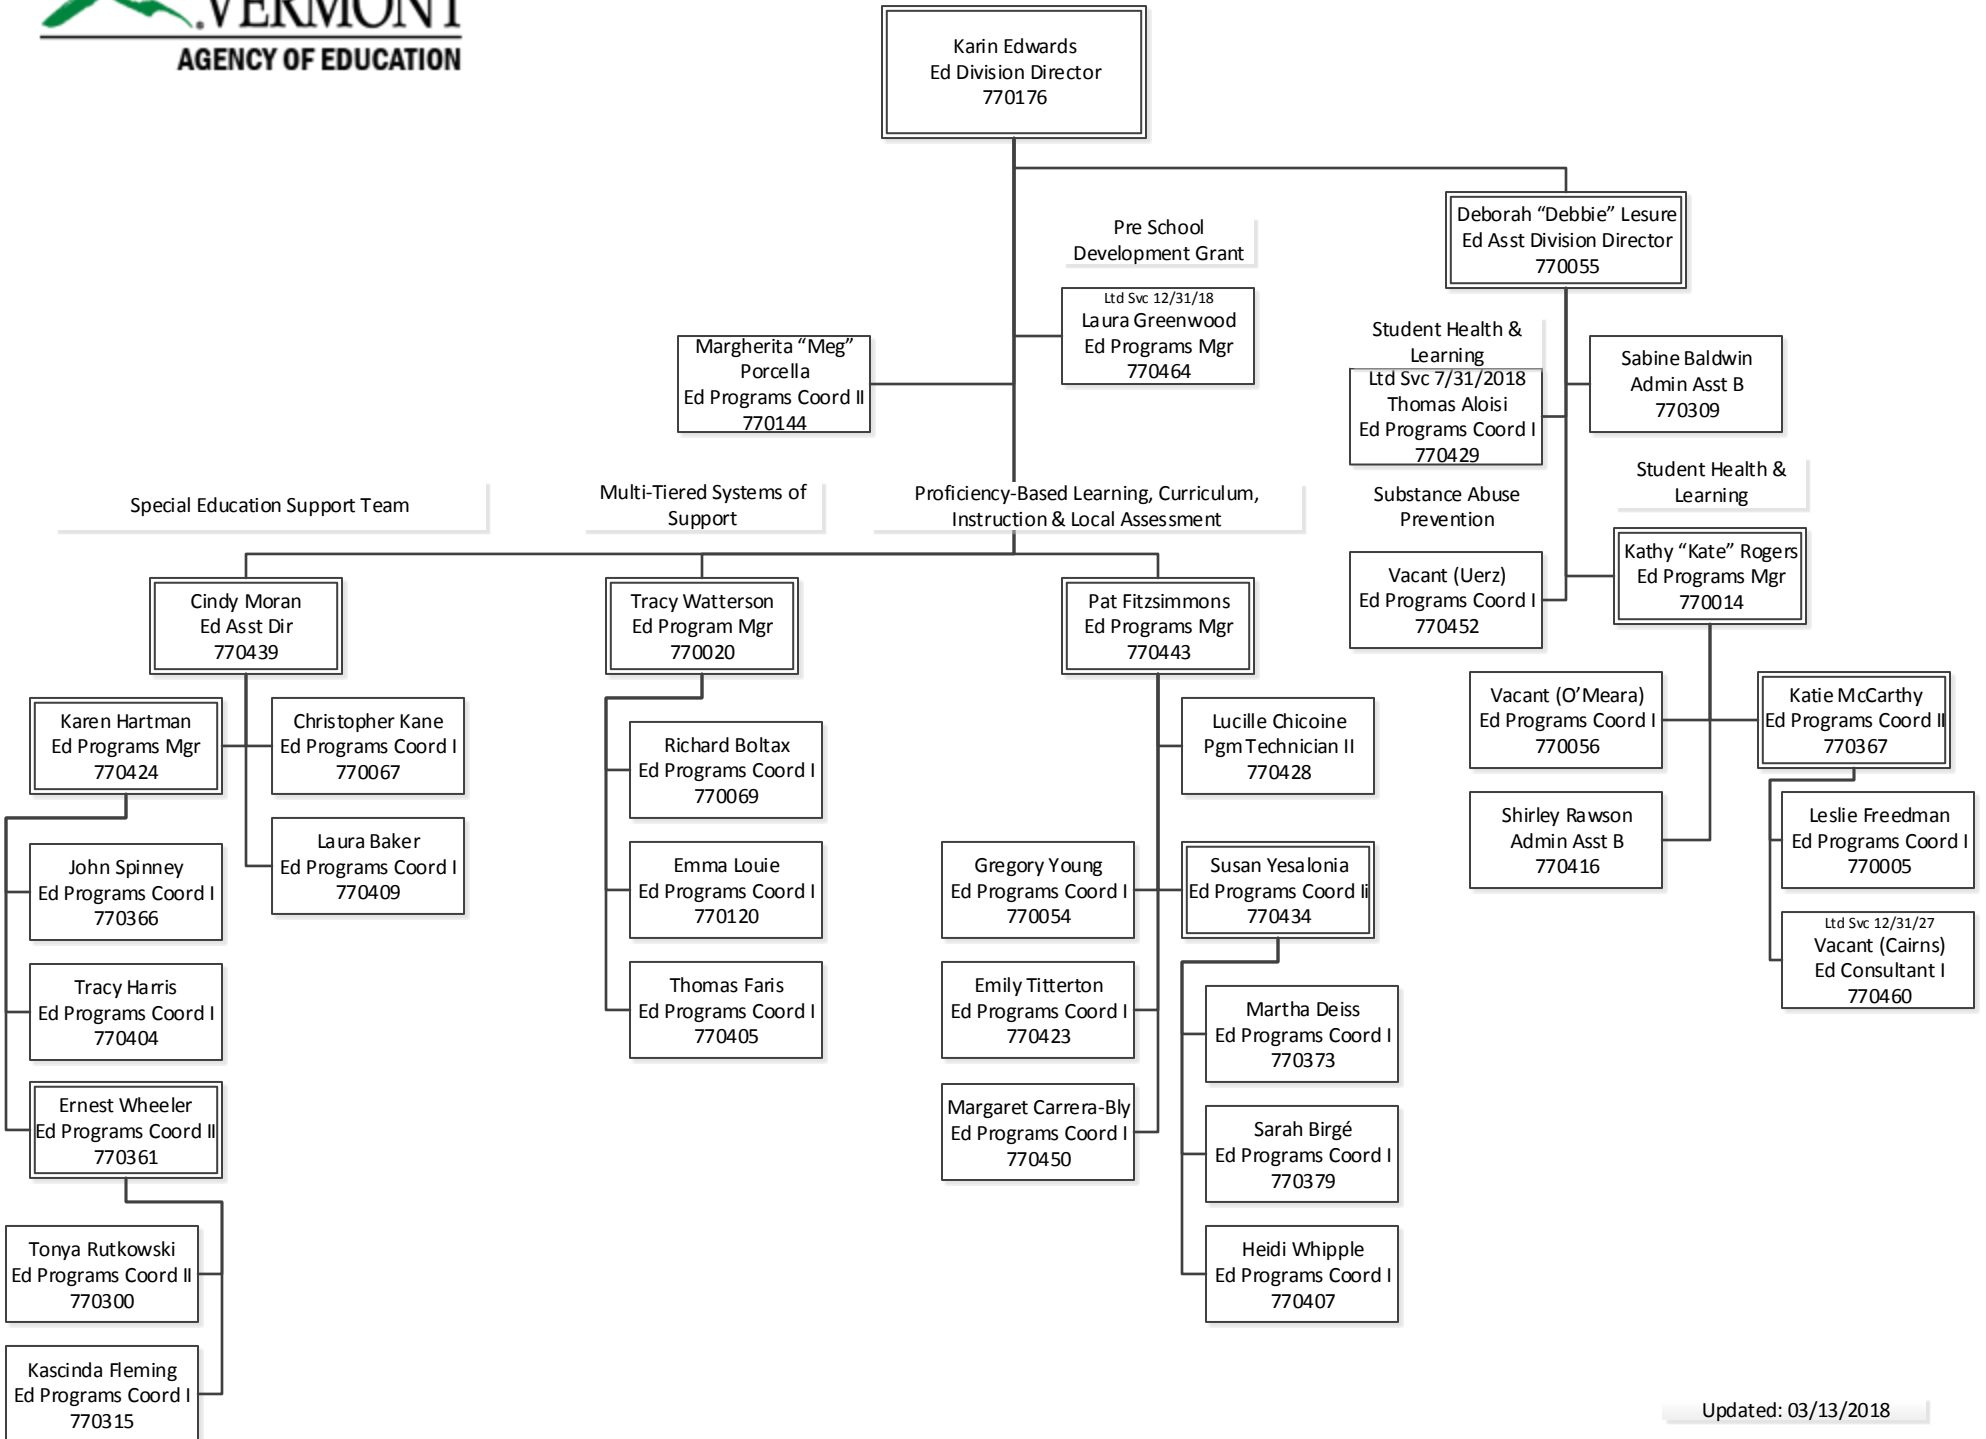 VERMONT
AGENCY OF EDUCATION
Karin Edwards
Ed Division Director
770176
Deborah “Debbie” Lesure
Ed Asst Division Director
770055
Pre School
Development Grant
Ltd Svc 12/31/18
Laura Greenwood
Ed Programs Mgr
770464
Margherita “Meg”
Porcella
Ed Programs Coord II
770144
Student Health &
Learning
Ltd Svc 7/31/2018
Thomas Aloisi
Ed Programs Coord I
770429
Sabine Baldwin
Admin Asst B
770309
Substance Abuse
Prevention
Vacant (Uerz)
Ed Programs Coord I
770452
Student Health &
Learning
Kathy “Kate” Rogers
Ed Programs Mgr
770014
Vacant (O’Meara)
Ed Programs Coord I
770056
Katie McCarthy
Ed Programs Coord II
770367
Shirley Rawson
Admin Asst B
770416
Leslie Freedman
Ed Programs Coord I
770005
Ltd Svc 12/31/27
Vacant (Cairns)
Ed Consultant I
770460
Special Education Support Team
Cindy Moran
Ed Asst Dir
770439
Karen Hartman
Ed Programs Mgr
770424
Christopher Kane
Ed Programs Coord I
770067
Laura Baker
Ed Programs Coord I
770409
John Spinney
Ed Programs Coord I
770366
Tracy Harris
Ed Programs Coord I
770404
Ernest Wheeler
Ed Programs Coord II
770361
Tonya Rutkowski
Ed Programs Coord II
770300
Kascinda Fleming
Ed Programs Coord I
770315
Multi-Tiered Systems of
Support
Tracy Watterson
Ed Program Mgr
770020
Richard Boltax
Ed Programs Coord I
770069
Emma Louie
Ed Programs Coord I
770120
Thomas Faris
Ed Programs Coord I
770405
Proficiency-Based Learning, Curriculum,
Instruction & Local Assessment
Pat Fitzsimmons
Ed Programs Mgr
770443
Lucille Chicoine
Pgm Technician II
770428
Gregory Young
Ed Programs Coord I
770054
Susan Yesalonia
Ed Programs Coord Ii
770434
Emily Titterton
Ed Programs Coord I
770423
Margaret Carrera-Bly
Ed Programs Coord I
770450
Martha Deiss
Ed Programs Coord I
770373
Sarah Birgé
Ed Programs Coord I
770379
Heidi Whipple
Ed Programs Coord I
770407
Updated: 03/13/2018